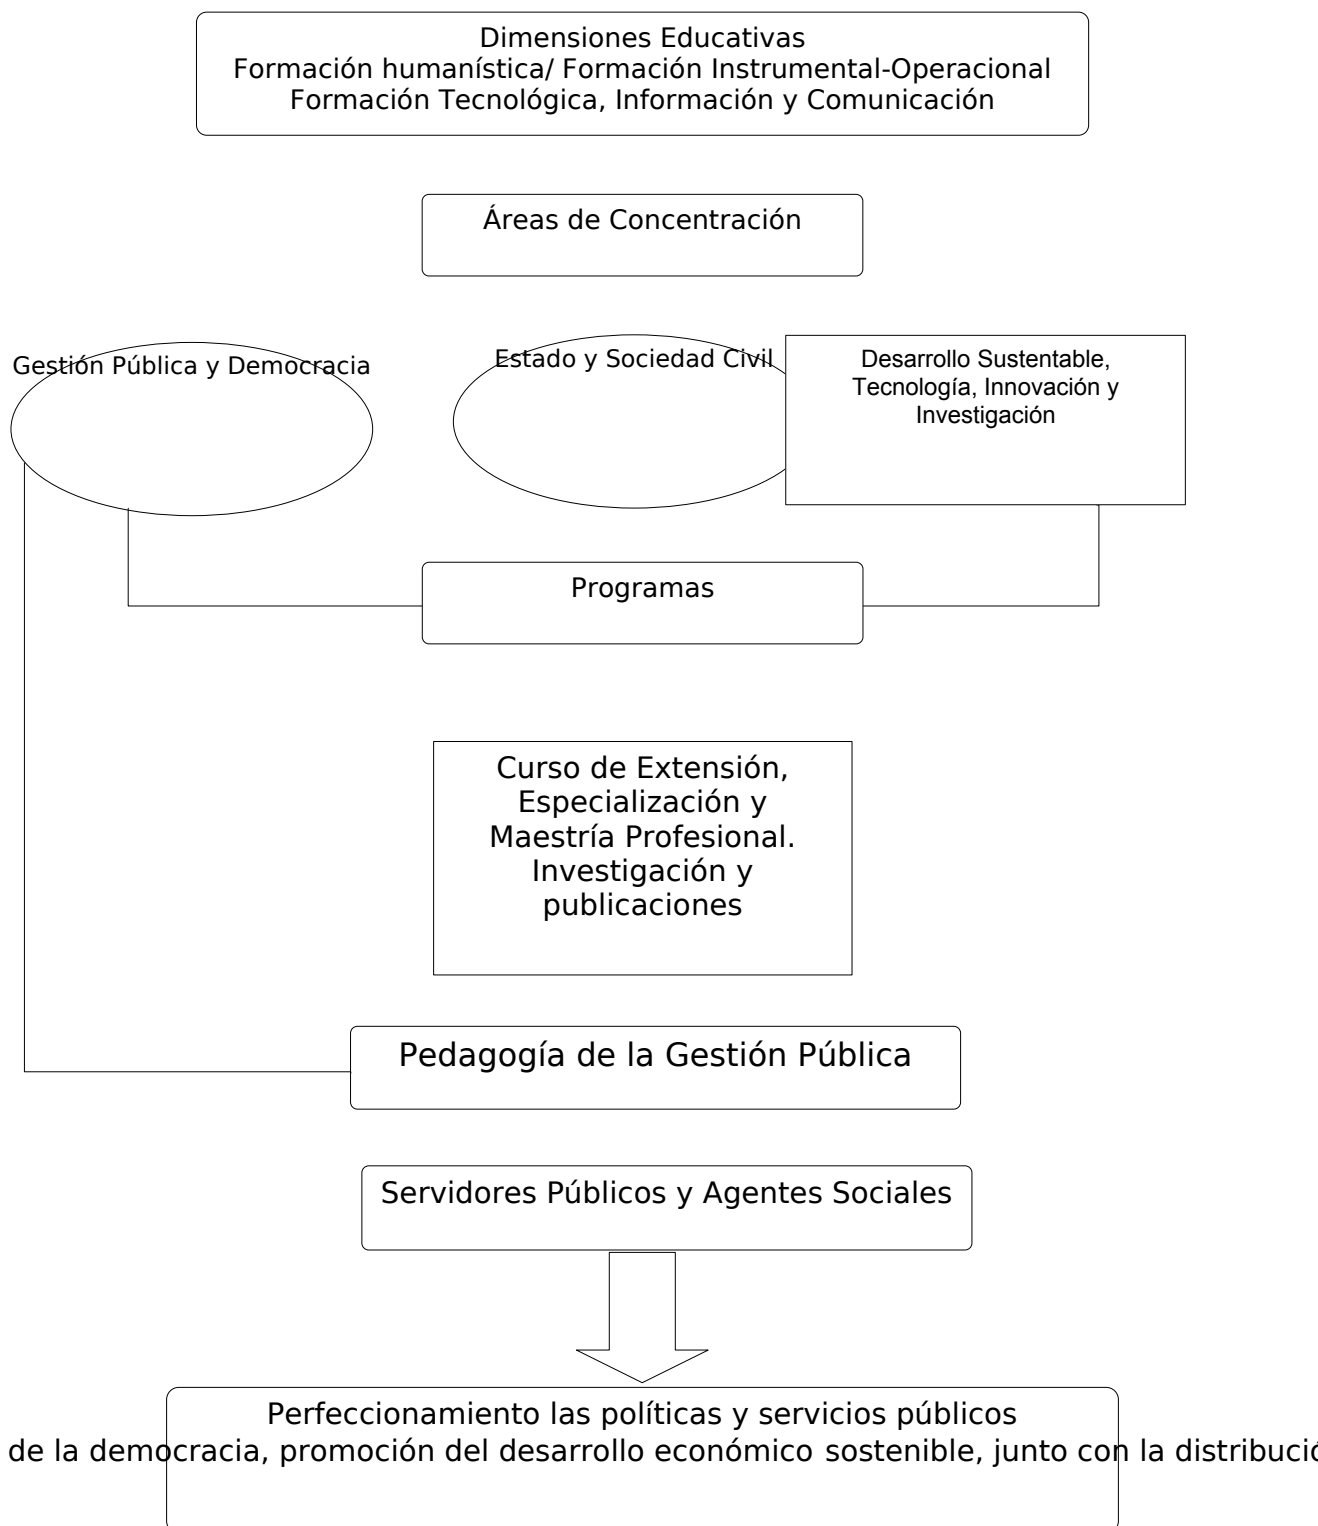 Dimensiones Educativas
Formación humanística/ Formación Instrumental-Operacional
Formación Tecnológica, Información y Comunicación
Áreas de Concentración
Gestión Pública y Democracia
Estado y Sociedad Civil
Desarrollo Sustentable,
Tecnología, Innovación y
Investigación
Programas
Curso de Extensión,
Especialización y
Maestría Profesional.
Investigación y
publicaciones
Pedagogía de la Gestión Pública
Servidores Públicos y Agentes Sociales
Perfeccionamiento las políticas y servicios públicos
de la democracia, promoción del desarrollo económico sostenible, junto con la